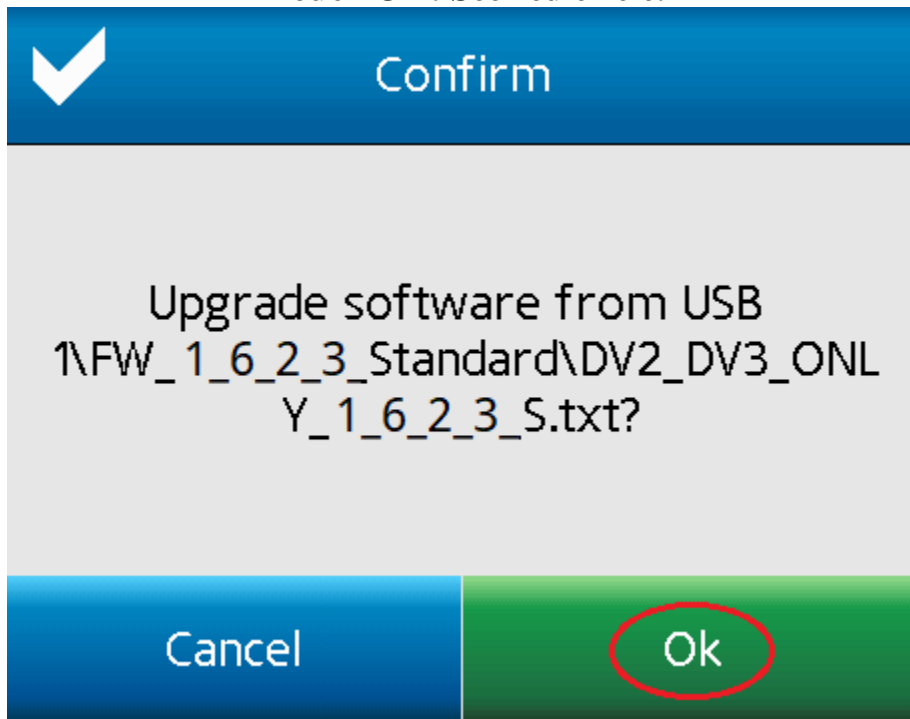 Confirm
Upgrade software from USB
1\FW_1_6_2_3_Standard\DV2_DV3_ONL
Y_1_6_2_3_S.txt?
Cancel
Ok